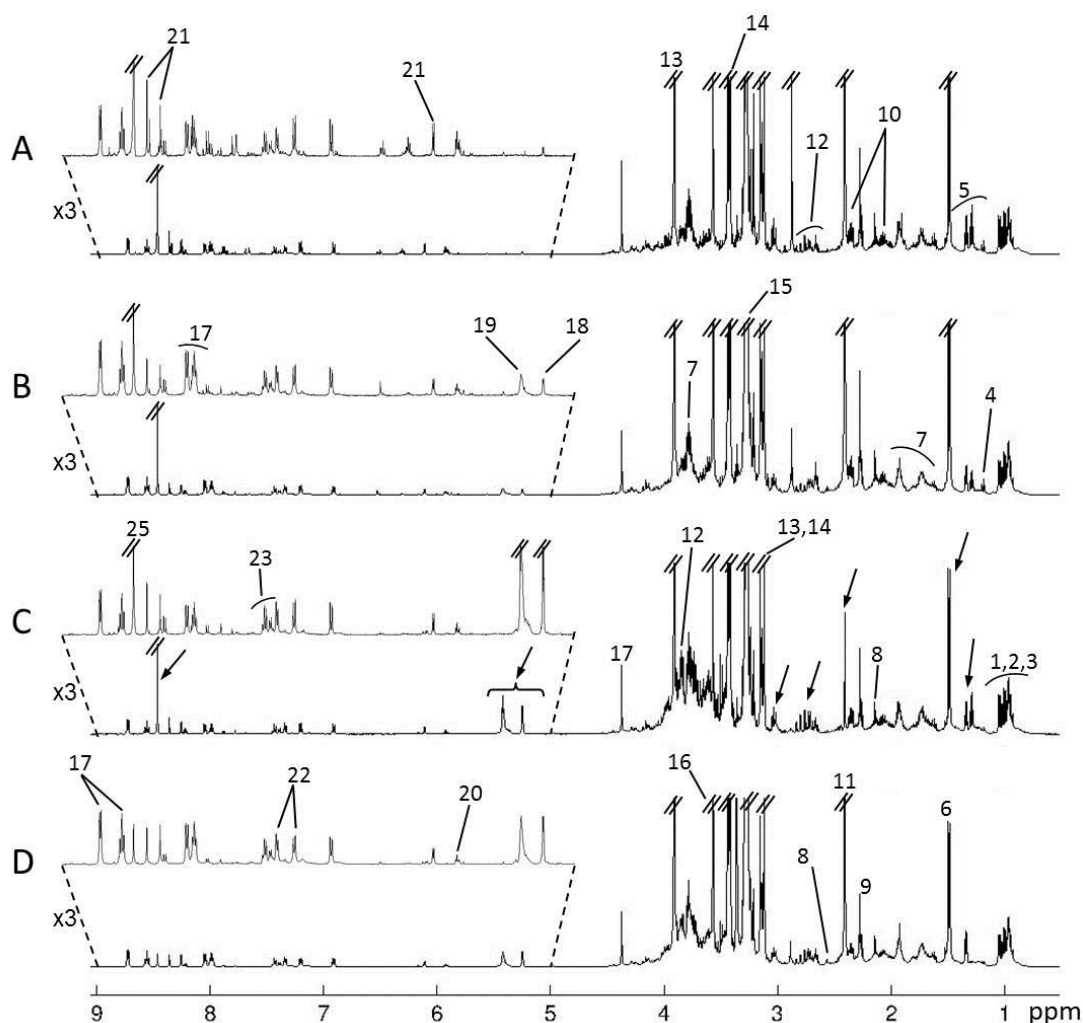 14
21 21 13
A 12 10 5
x3
15
17 19 18
B 7 4
7
x3
25 13,14
23 12
C 17 8 1,2,3
x3
17 22 20 16 11
6
D 8 9
x3
9 8 7 6 5 4 3 2 1 ppm